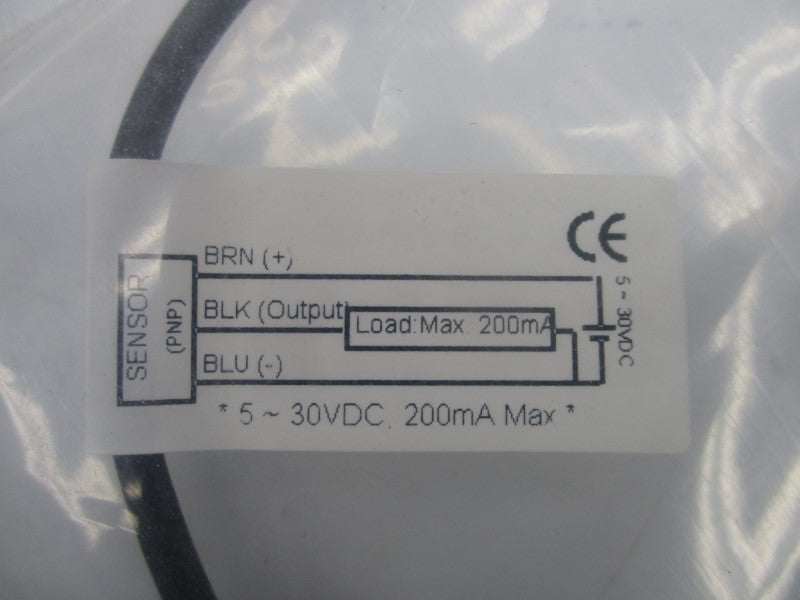 CE
BRN (+)
SENSOR
(PNP)
BLK (Output)
Load:Max. 200mA
5 ~ 30VDC
BLU (-)
* 5 ~ 30VDC, 200mA Max *